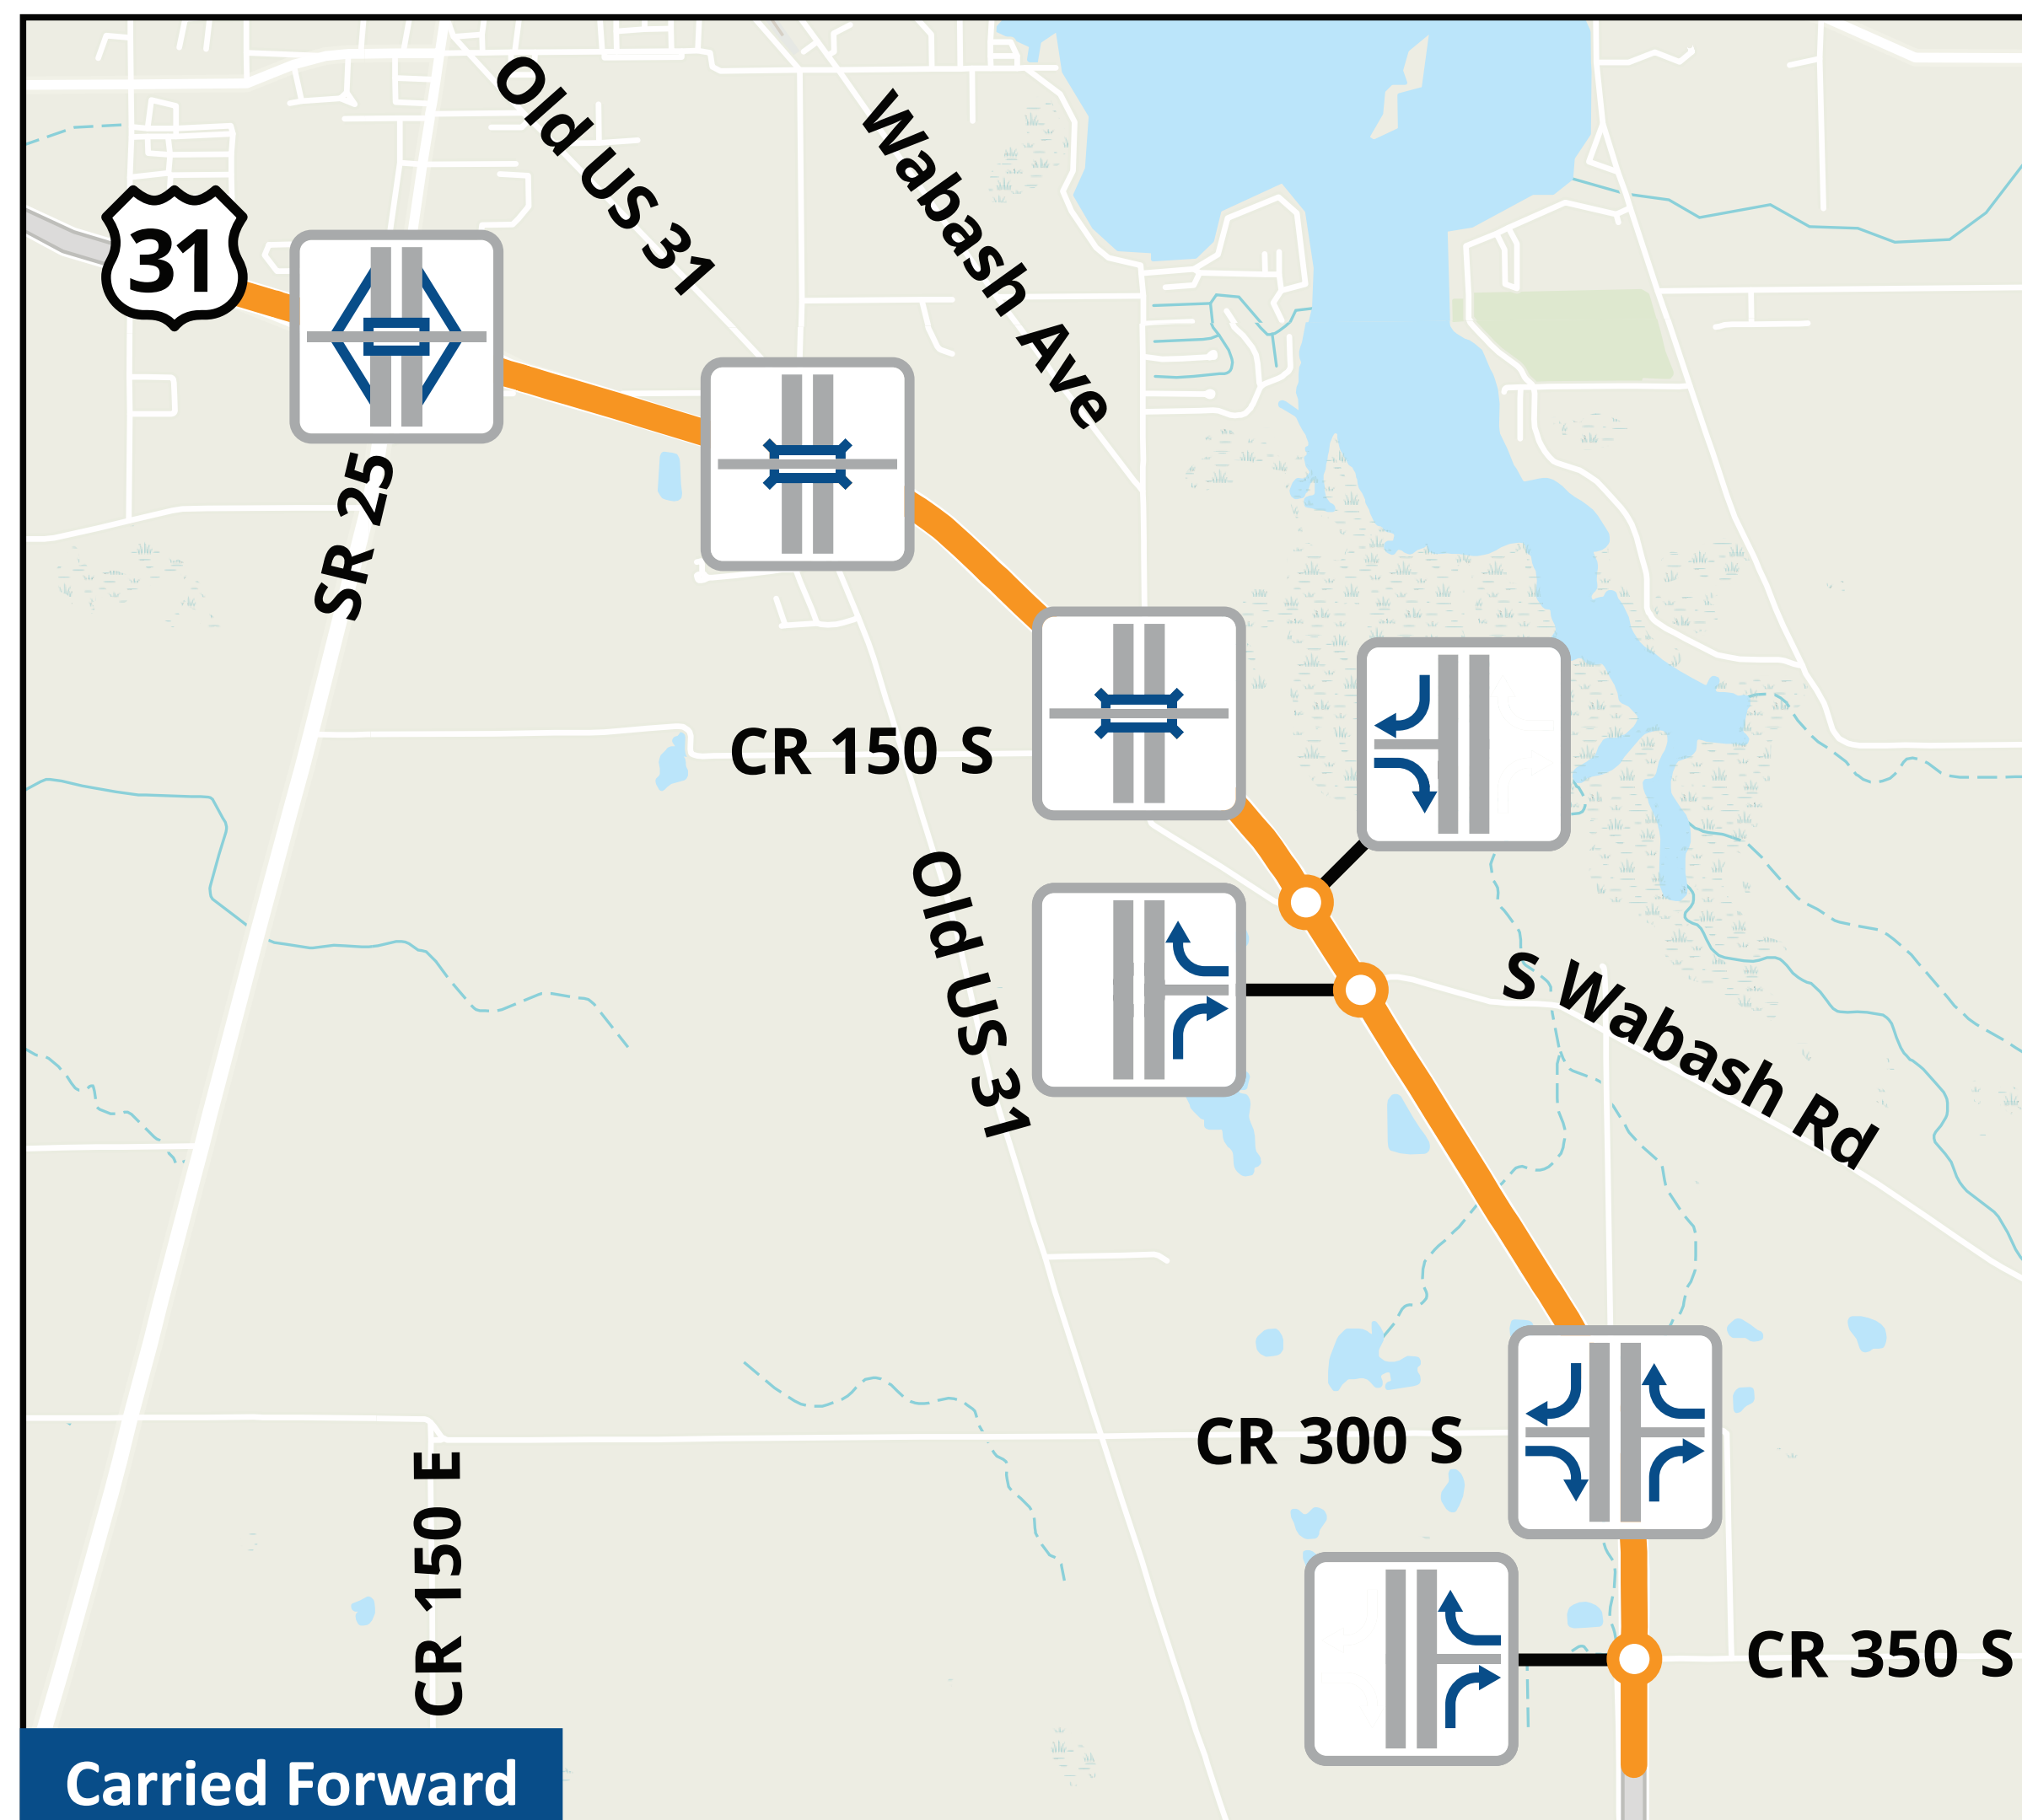 Old US 31
Wabash Ave
31
SR 25
CR 150 S
Old US 31
S Wabash Rd
CR 300 S
CR 150 E
CR 350 S
Carried Forward